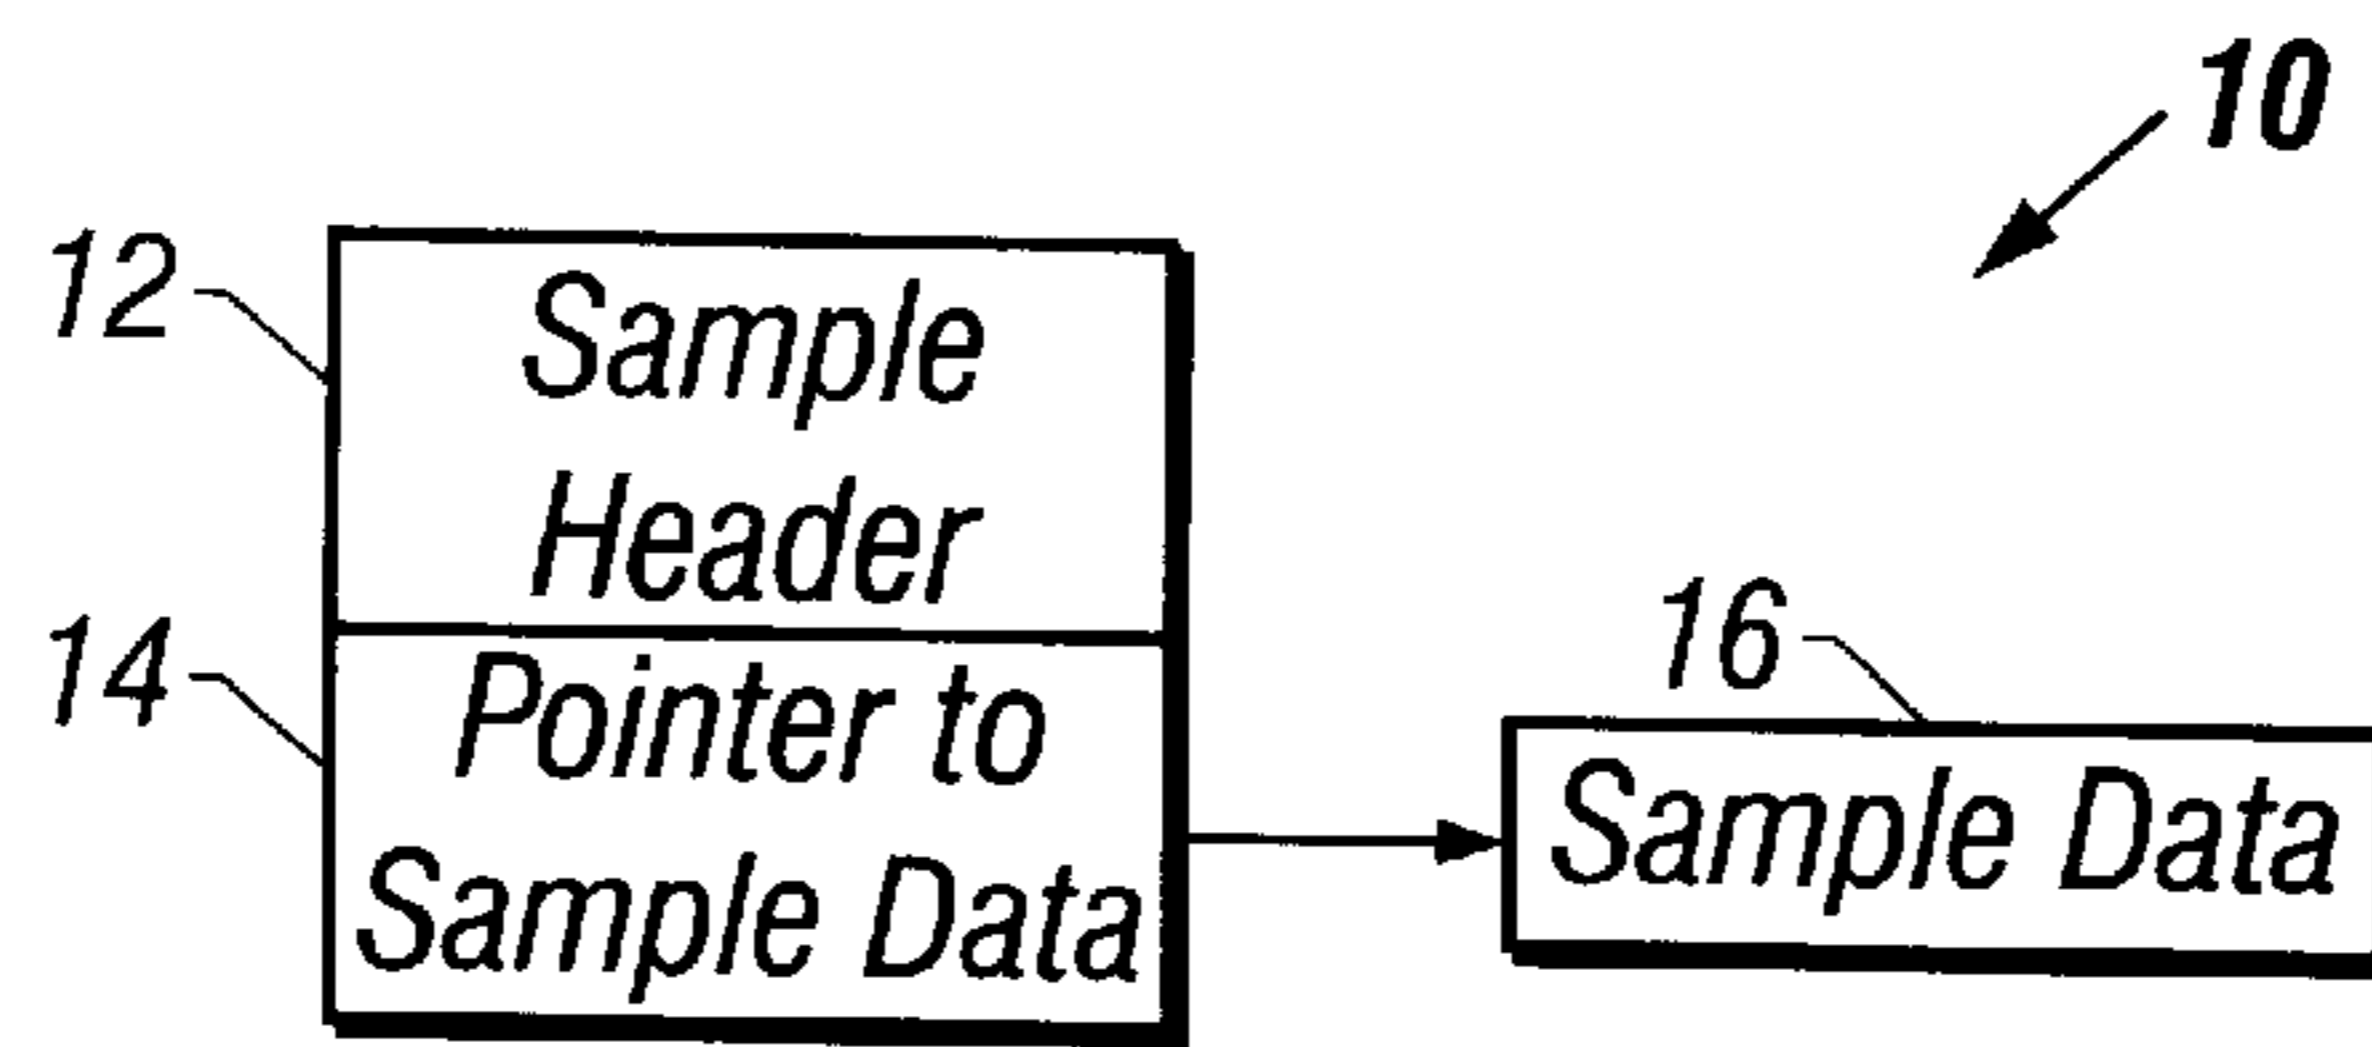 10
12
Sample
Header
14
Pointer to
Sample Data
16
Sample Data